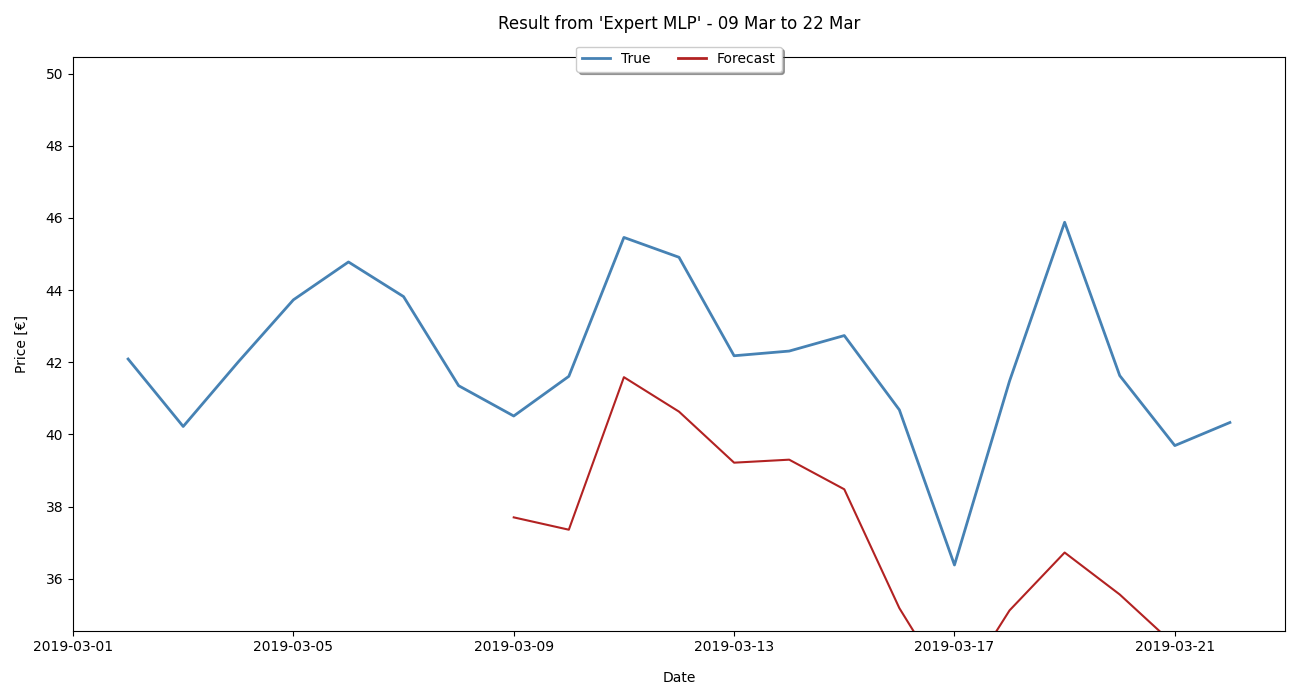 Result from 'Expert MLP' - 09 Mar to 22 Mar
True
Forecast
50
48
46
44
42
40
38
36
Price [€]
2019-03-01
2019-03-05
2019-03-09
2019-03-13
2019-03-17
2019-03-21
Date